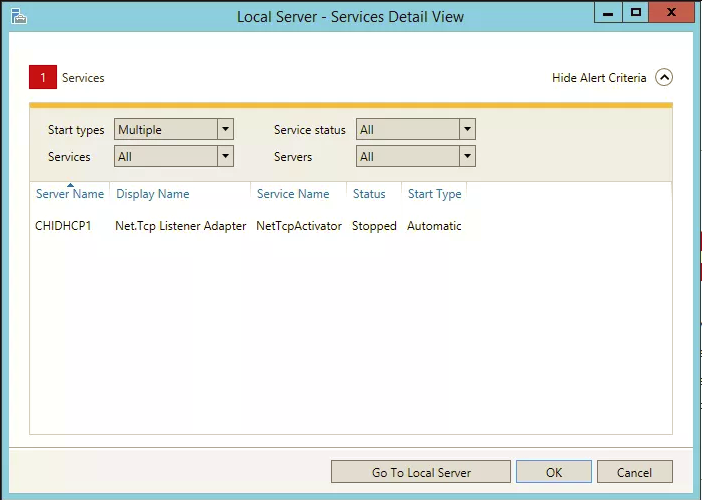 Local Server - Services Detail View
1 Services
Hide Alert Criteria
Start types Multiple Service status All
Services All Servers All
Server Name Display Name Service Name Status Start Type
CHIDHCP1 Net.Tcp Listener Adapter NetTcpActivator Stopped Automatic
Go To Local Server OK Cancel